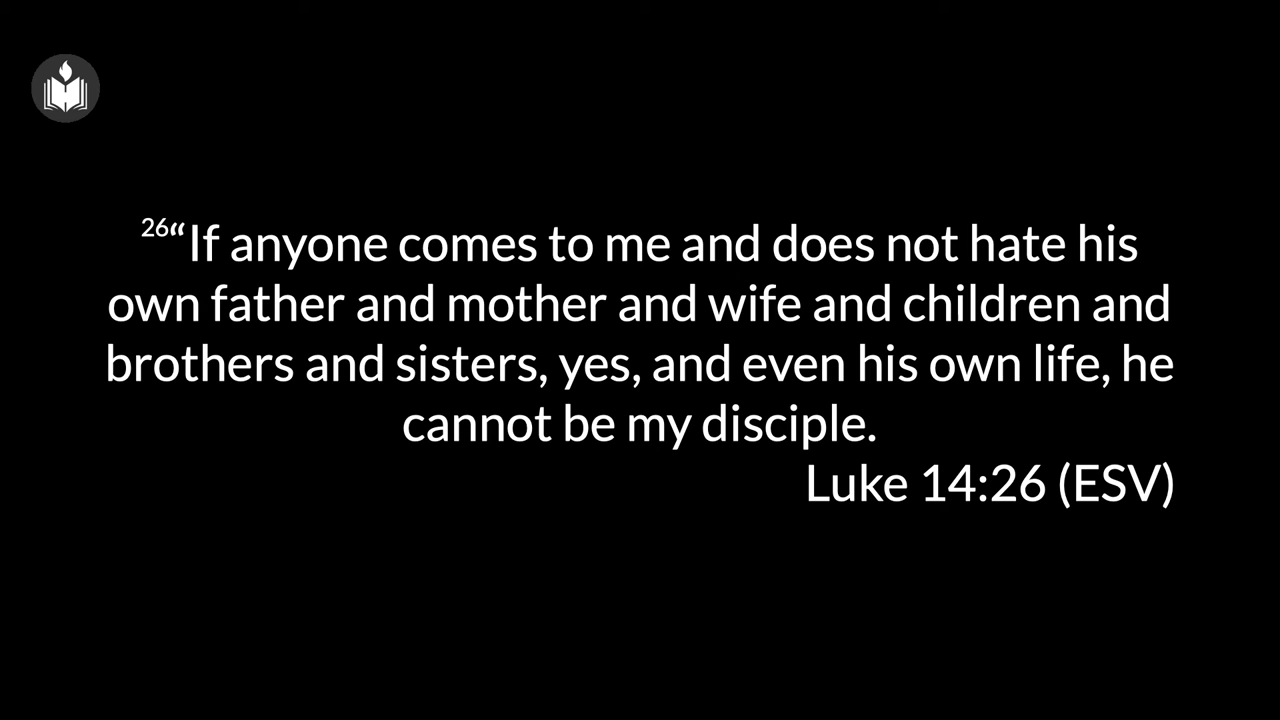 26“If anyone comes to me and does not hate his
own father and mother and wife and children and
brothers and sisters, yes, and even his own life, he
cannot be my disciple.
Luke 14:26 (ESV)